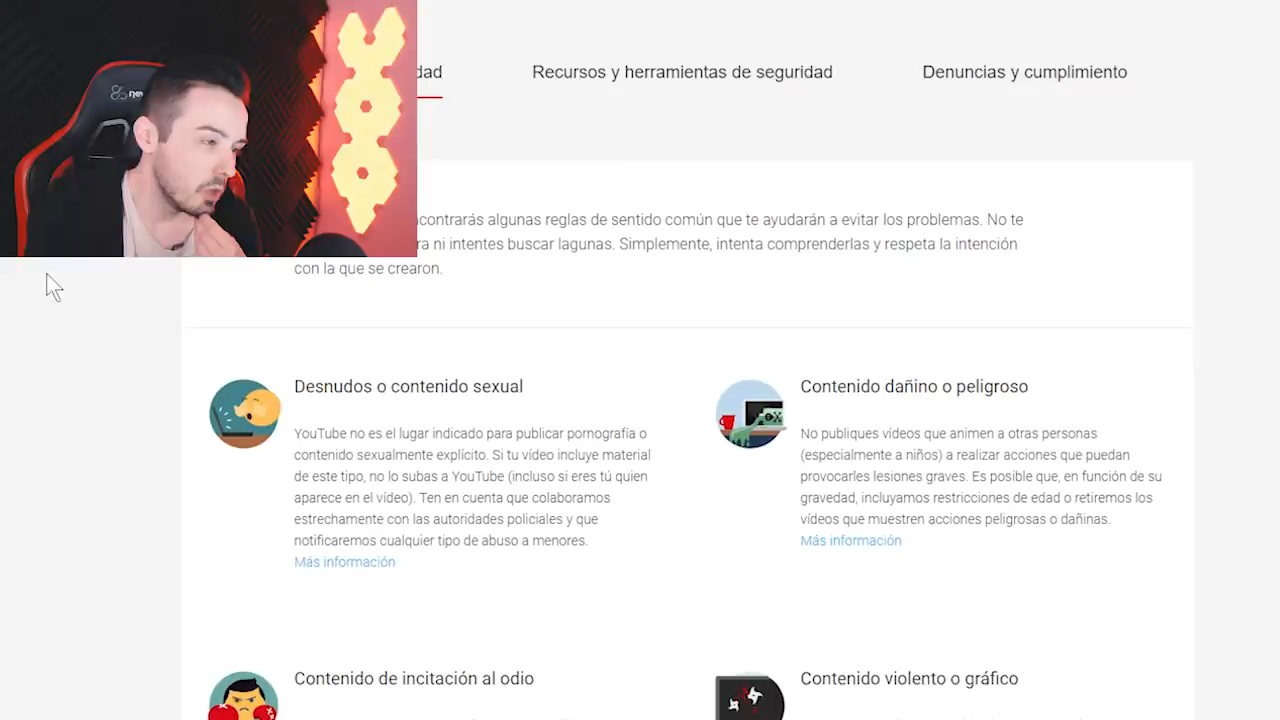 dad
Recursos y herramientas de seguridad
Denuncias y cumplimiento
contrarás algunas reglas de sentido común que te ayudarán a evitar los problemas. No te
ra ni intentes buscar lagunas. Simplemente, intenta comprenderlas y respeta la intención
con la que se crearon.
Desnudos o contenido sexual
YouTube no es el lugar indicado para publicar pornografía o
contenido sexualmente explícito. Si tu vídeo incluye material
de este tipo, no lo subas a YouTube (incluso si eres tú quien
aparece en el vídeo). Ten en cuenta que colaboramos
estrechamente con las autoridades policiales y que
notificaremos cualquier tipo de abuso a menores.
Más información
Contenido dañino o peligroso
No publiques vídeos que animen a otras personas
(especialmente a niños) a realizar acciones que puedan
provocarles lesiones graves. Es posible que, en función de su
gravedad, incluyamos restricciones de edad o retiremos los
vídeos que muestren acciones peligrosas o dañinas.
Más información
Contenido de incitación al odio
Contenido violento o gráfico